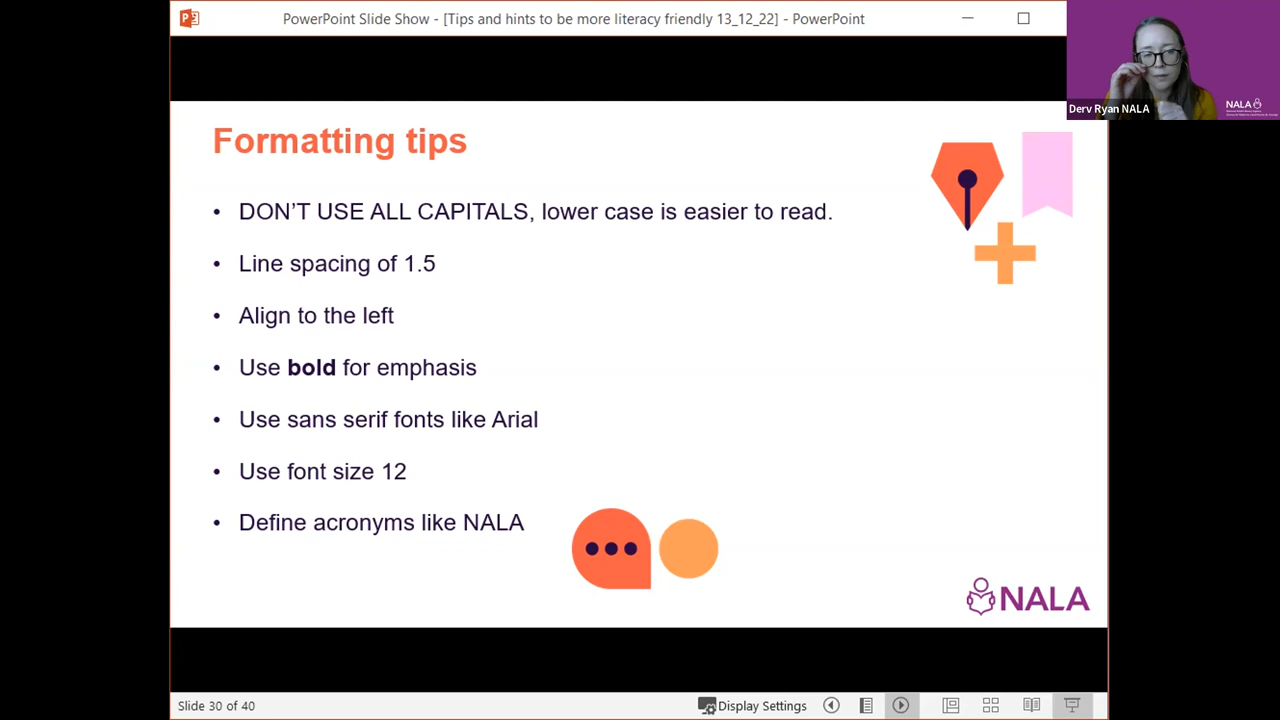 PowerPoint Slide Show - [Tips and hints to be more literacy friendly 13_12_22] - PowerPoint
Derv Ryan NALA
NALA
Formatting tips
• DON'T USE ALL CAPITALS, lower case is easier to read.
• Line spacing of 1.5
• Align to the left
• Use bold for emphasis
• Use sans serif fonts like Arial
• Use font size 12
• Define acronyms like NALA
NALA
Slide 30 of 40
Display Settings